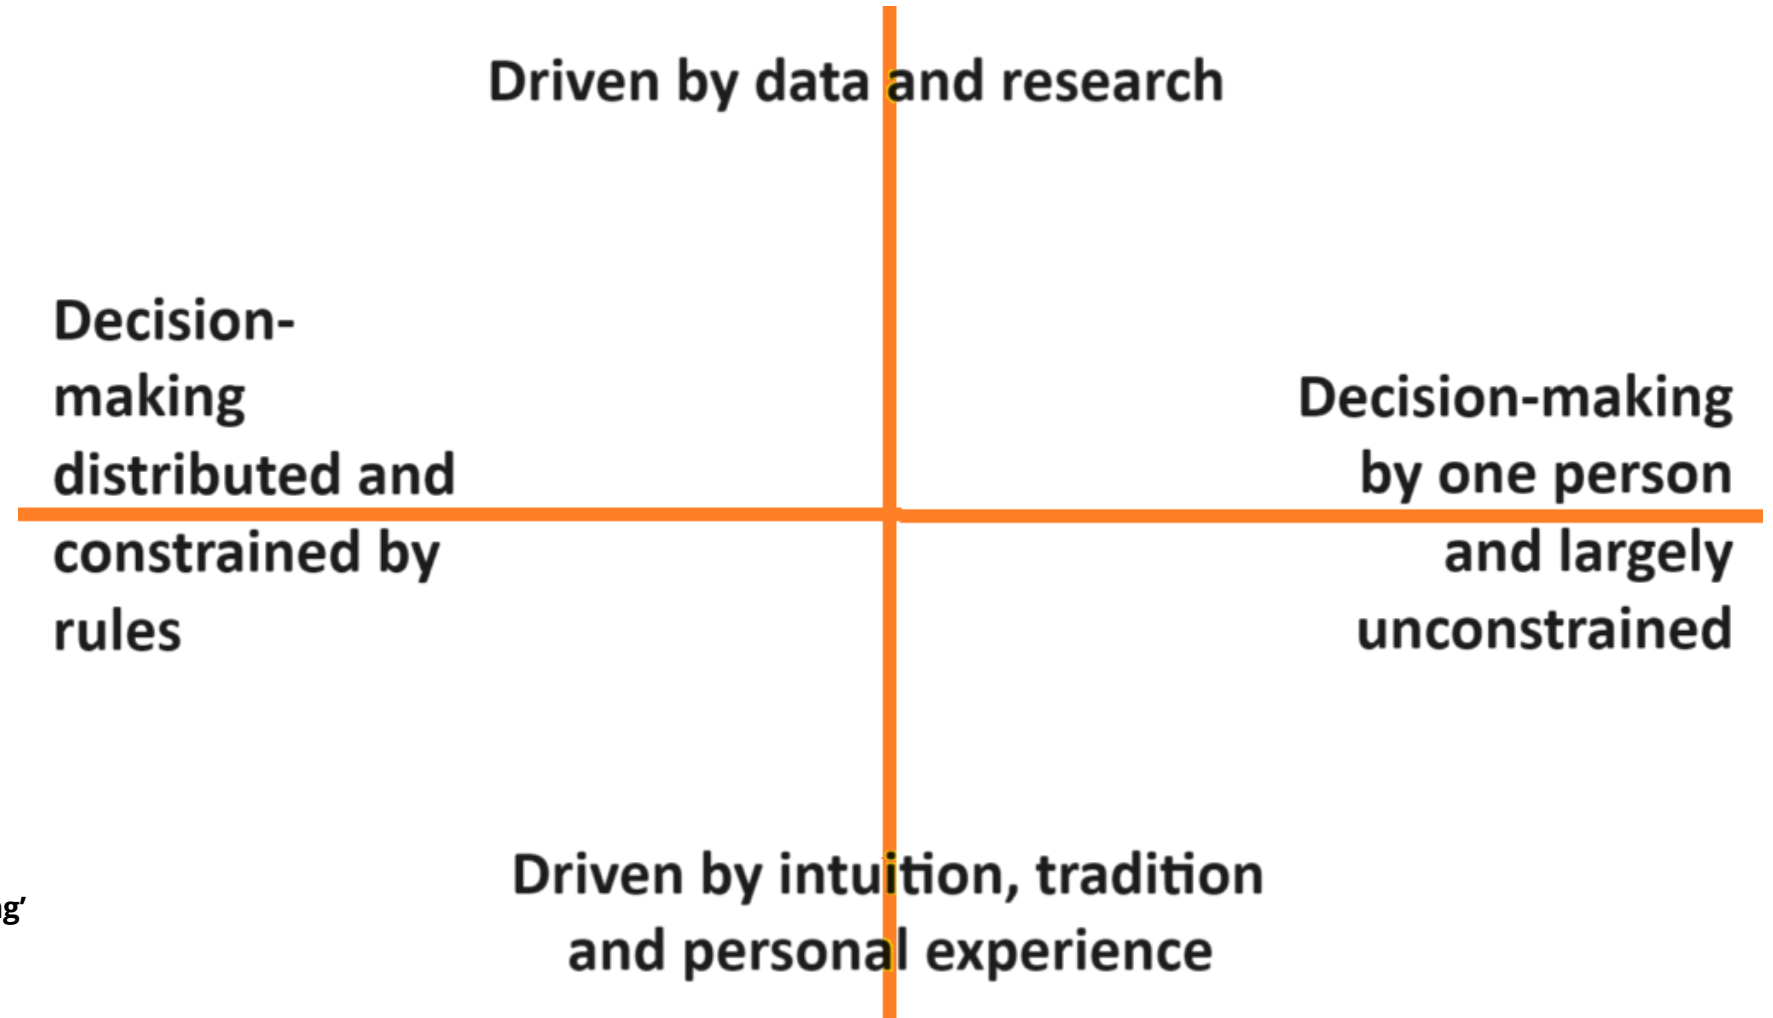 Driven by data and research
Decision-
making
distributed and
constrained by
rules
Decision-making
by one person
and largely
unconstrained
Driven by intuition, tradition
and personal experience
g’